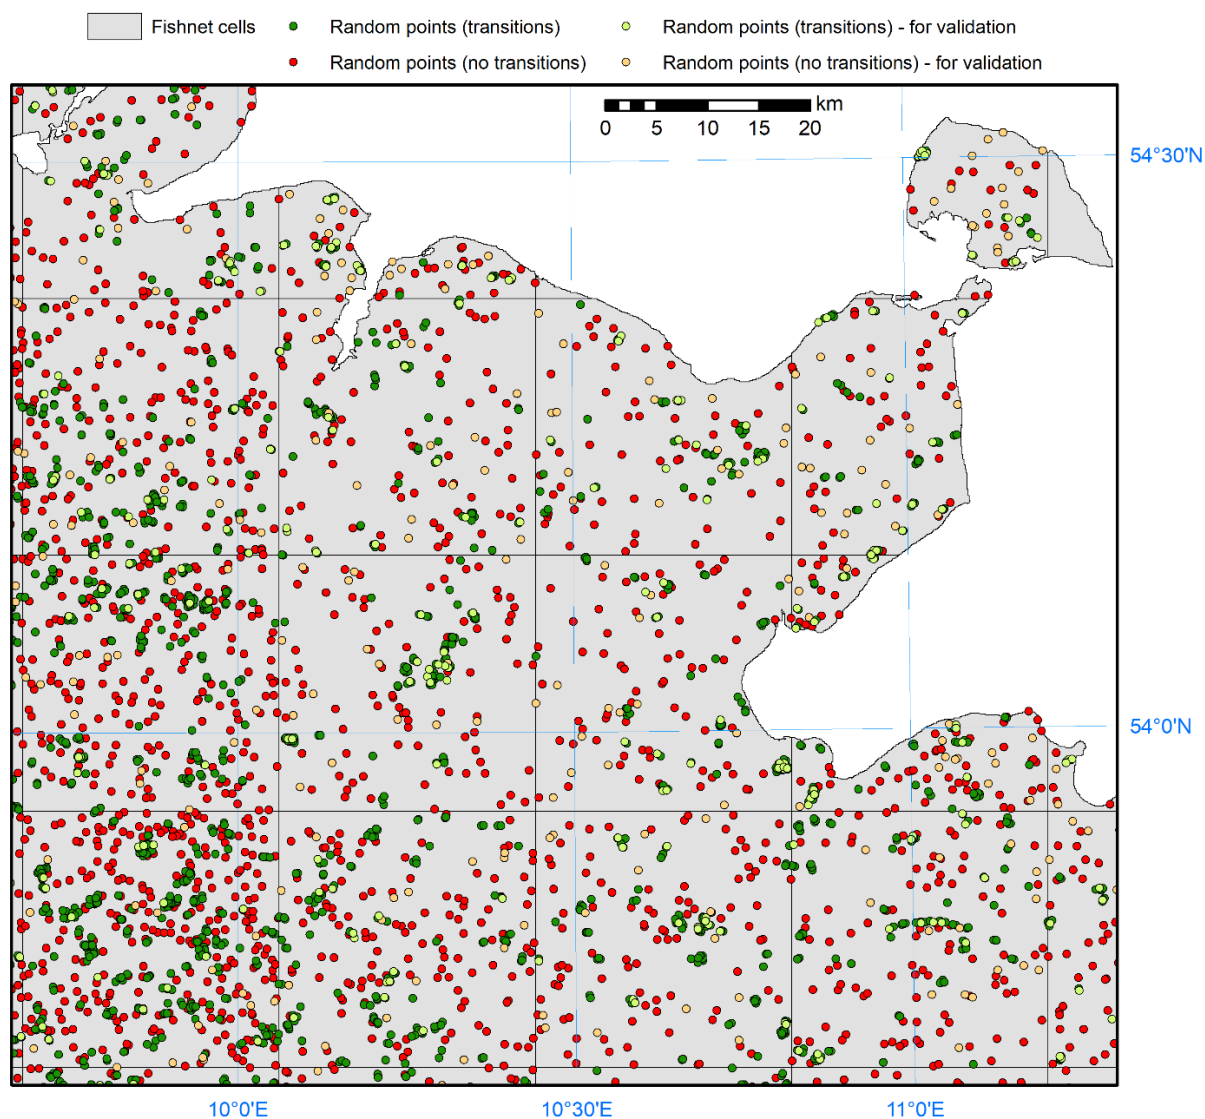 Fishnet cells
Random points (transitions)
Random points (transitions) - for validation
Random points (no transitions)
Random points (no transitions) - for validation
km
0 5 10 15 20
54°30'N
54°0'N
10°0'E 10°30'E 11°0'E